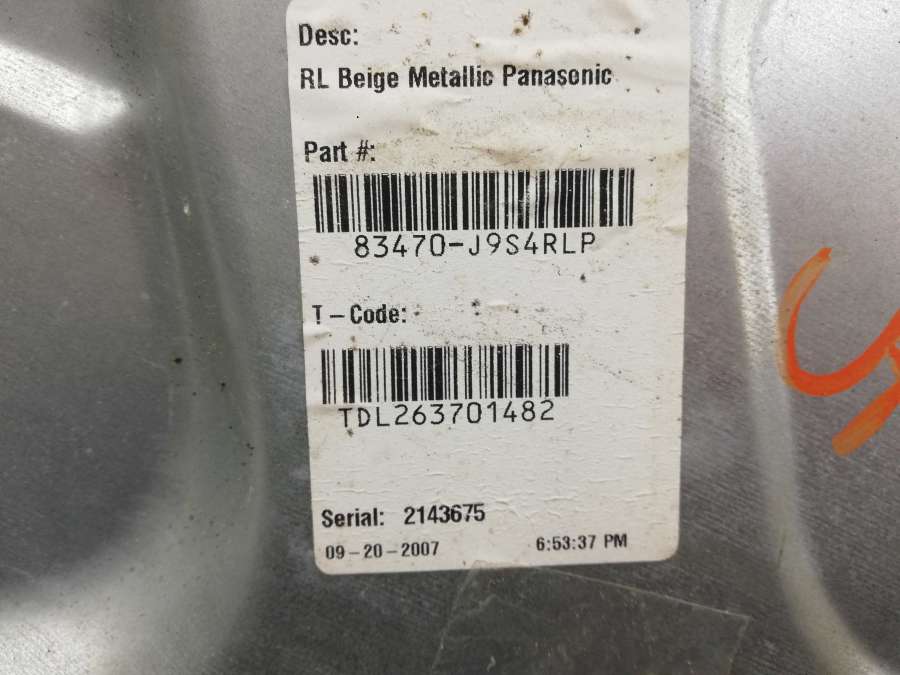 Desc:
RL Beige Metallic Panasonic
Part #:
83470-J9S4RLP
T-Code:
TDL263701482
Serial: 2143675
09-20-2007 6:53:37 PM